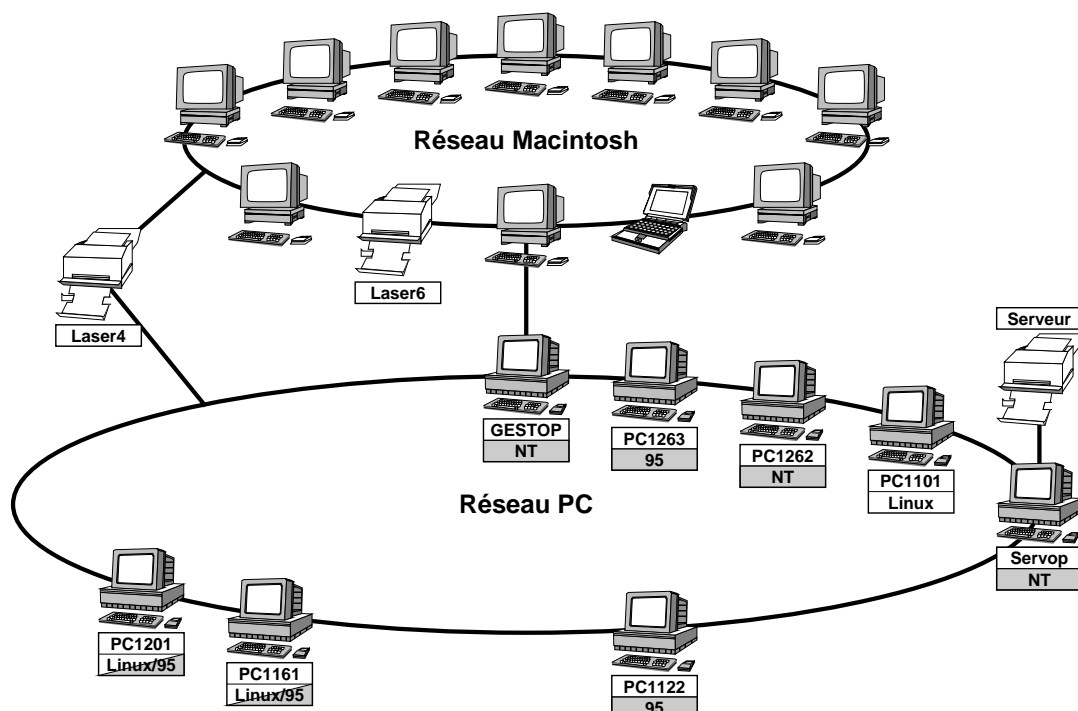 Réseau Macintosh
Laser6
Laser4
Serveur
GESTOP
NT
PC1263
95
PC1262
NT
PC1101
Linux
Réseau PC
Servop
NT
PC1201
Linux/95
PC1161
Linux/95
PC1122
95